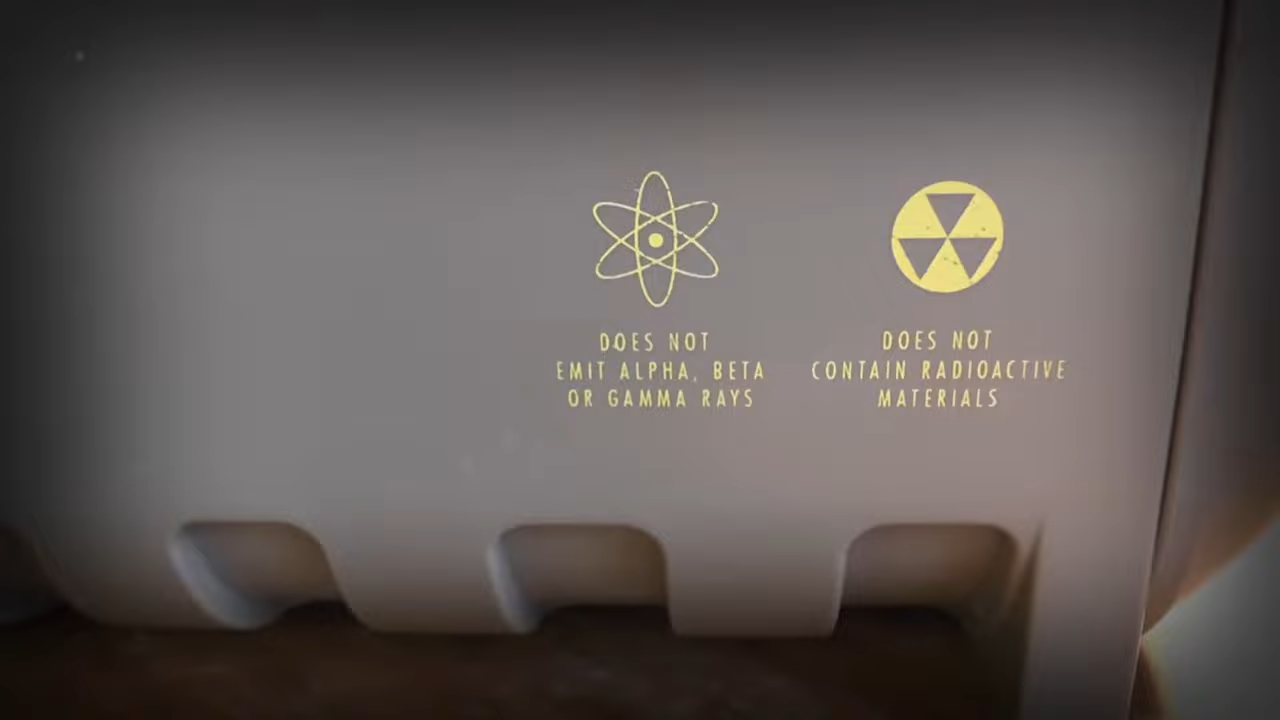 DOES NOT
EMIT ALPHA, BETA
OR GAMMA RAYS
DOES NOT
CONTAIN RADIOACTIVE
MATERIALS